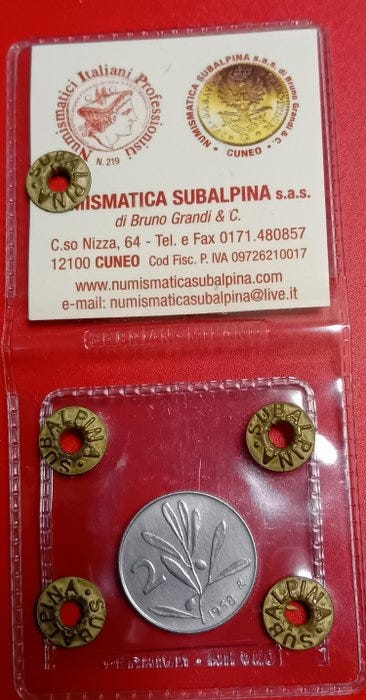 Numismatici Italiani Professionisti
N. 219
NUMISMATICA SUBALPINA s.a.s. di Bruno Grandi & C.
• CUNEO •
SUBALPINA
MISMATICA SUBALPINA s.a.s.
di Bruno Grandi & C.
C.so Nizza, 64 - Tel. e Fax 0171.480857
12100 CUNEO Cod Fisc. P. IVA 09726210017
www.numismaticasubalpina.com
e-mail: numismaticasubalpina@live.it
SUBALPINA
SUBALPINA
2
1958 R
SUBALPINA
SUBALPINA